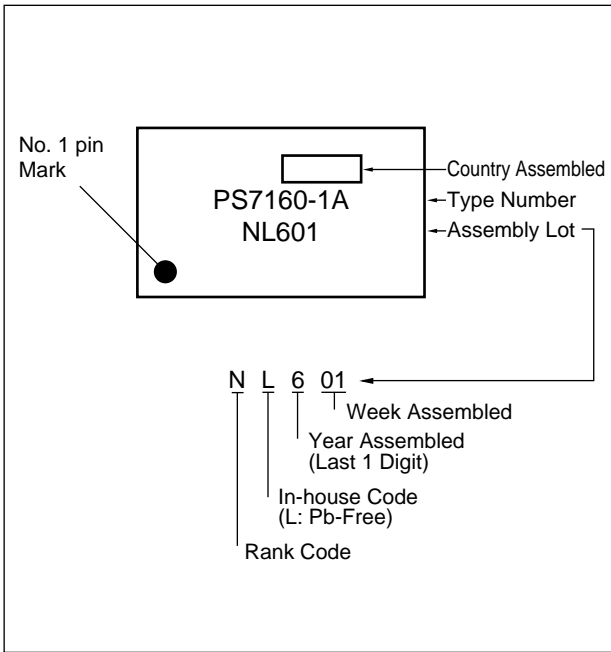 No. 1 pin
Mark
Country Assembled
PS7160-1A
Type Number
NL601
Assembly Lot
N L 6 01
Week Assembled
Year Assembled
(Last 1 Digit)
In-house Code
(L: Pb-Free)
Rank Code